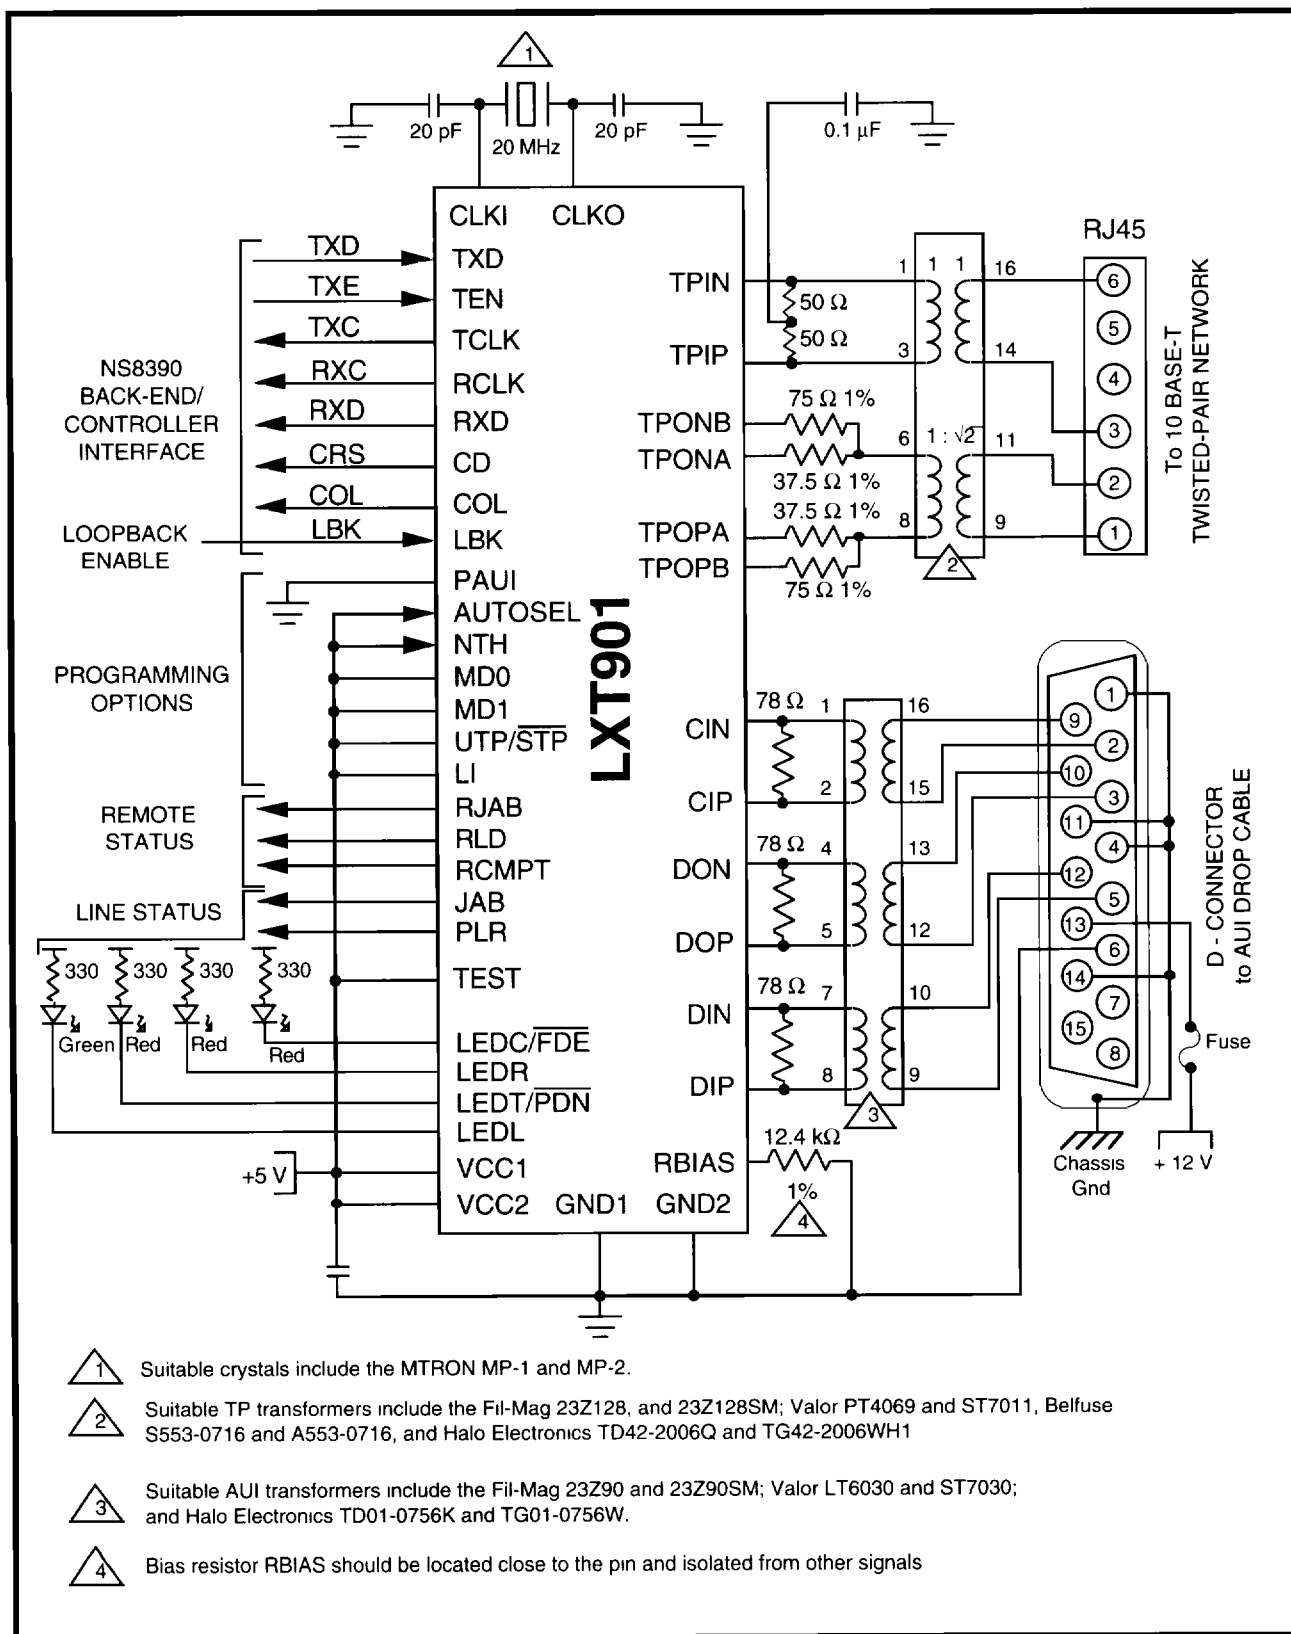 1
20 pF
20 MHz
20 pF
0.1 µF
CLKI
CLKO
TXD
TXD
TXE
TEN
TXC
TCLK
RXC
RCLK
RXD
RXD
CRS
CD
COL
COL
LBK
LBK
NS8390
BACK-END/
CONTROLLER
INTERFACE
LOOPBACK
ENABLE
PAUI
AUTOSEL
NTH
MD0
MD1
UTP/STP
LI
PROGRAMMING
OPTIONS
RJAB
RLD
RCMPT
REMOTE
STATUS
JAB
PLR
LINE STATUS
330
330
330
330
Green
Red
Red
Red
TEST
LEDC/FDE
LEDR
LEDT/PDN
LEDL
+5 V
VCC1
VCC2
GND1
GND2
LXT901
TPIN
TPIP
50 Ω
50 Ω
TPONB
TPONA
TPOPA
TPOPB
75 Ω 1%
37.5 Ω 1%
37.5 Ω 1%
75 Ω 1%
1
1
1
16
3
14
6
1 : √2
11
8
9
2
RJ45
6
5
4
3
2
1
To 10 BASE-T
TWISTED-PAIR NETWORK
CIN
CIP
78 Ω
1
16
2
15
DON
DOP
78 Ω
4
13
5
12
DIN
DIP
78 Ω
7
10
8
9
3
RBIAS
12.4 kΩ
1%
4
1
9
2
10
3
11
4
12
5
13
6
14
7
15
8
D - CONNECTOR
to AUI DROP CABLE
Fuse
Chassis
Gnd
+ 12 V
1 Suitable crystals include the MTRON MP-1 and MP-2.
2 Suitable TP transformers include the Fil-Mag 23Z128, and 23Z128SM; Valor PT4069 and ST7011, Belfuse
S553-0716 and A553-0716, and Halo Electronics TD42-2006Q and TG42-2006WH1
3 Suitable AUI transformers include the Fil-Mag 23Z90 and 23Z90SM; Valor LT6030 and ST7030;
and Halo Electronics TD01-0756K and TG01-0756W.
4 Bias resistor RBIAS should be located close to the pin and isolated from other signals